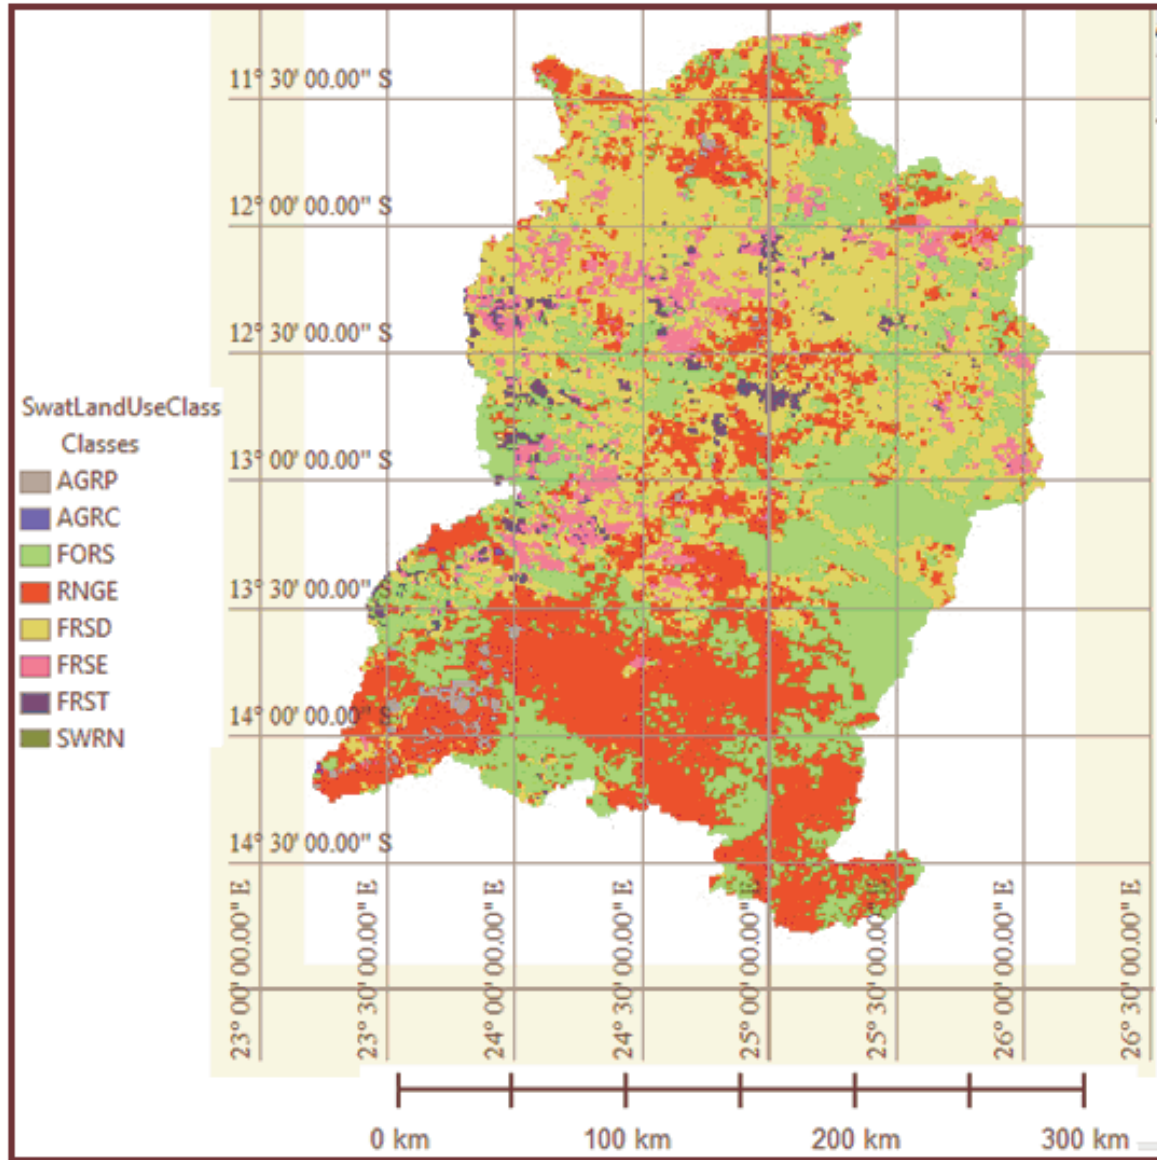 11° 30' 00.00" S
12° 00' 00.00" S
12° 30' 00.00" S
13° 00' 00.00" S
13° 30' 00.00" S
14° 00' 00.00" S
14° 30' 00.00" S
SwatLandUseClass
Classes
AGRP
AGRC
FORS
RNGE
FRSD
FRSE
FRST
SWRN
23° 00' 00.00" E
23° 30' 00.00" E
24° 00' 00.00" E
24° 30' 00.00" E
25° 00' 00.00" E
25° 30' 00.00" E
26° 00' 00.00" E
26° 30' 00.00" E
0 km
100 km
200 km
300 km